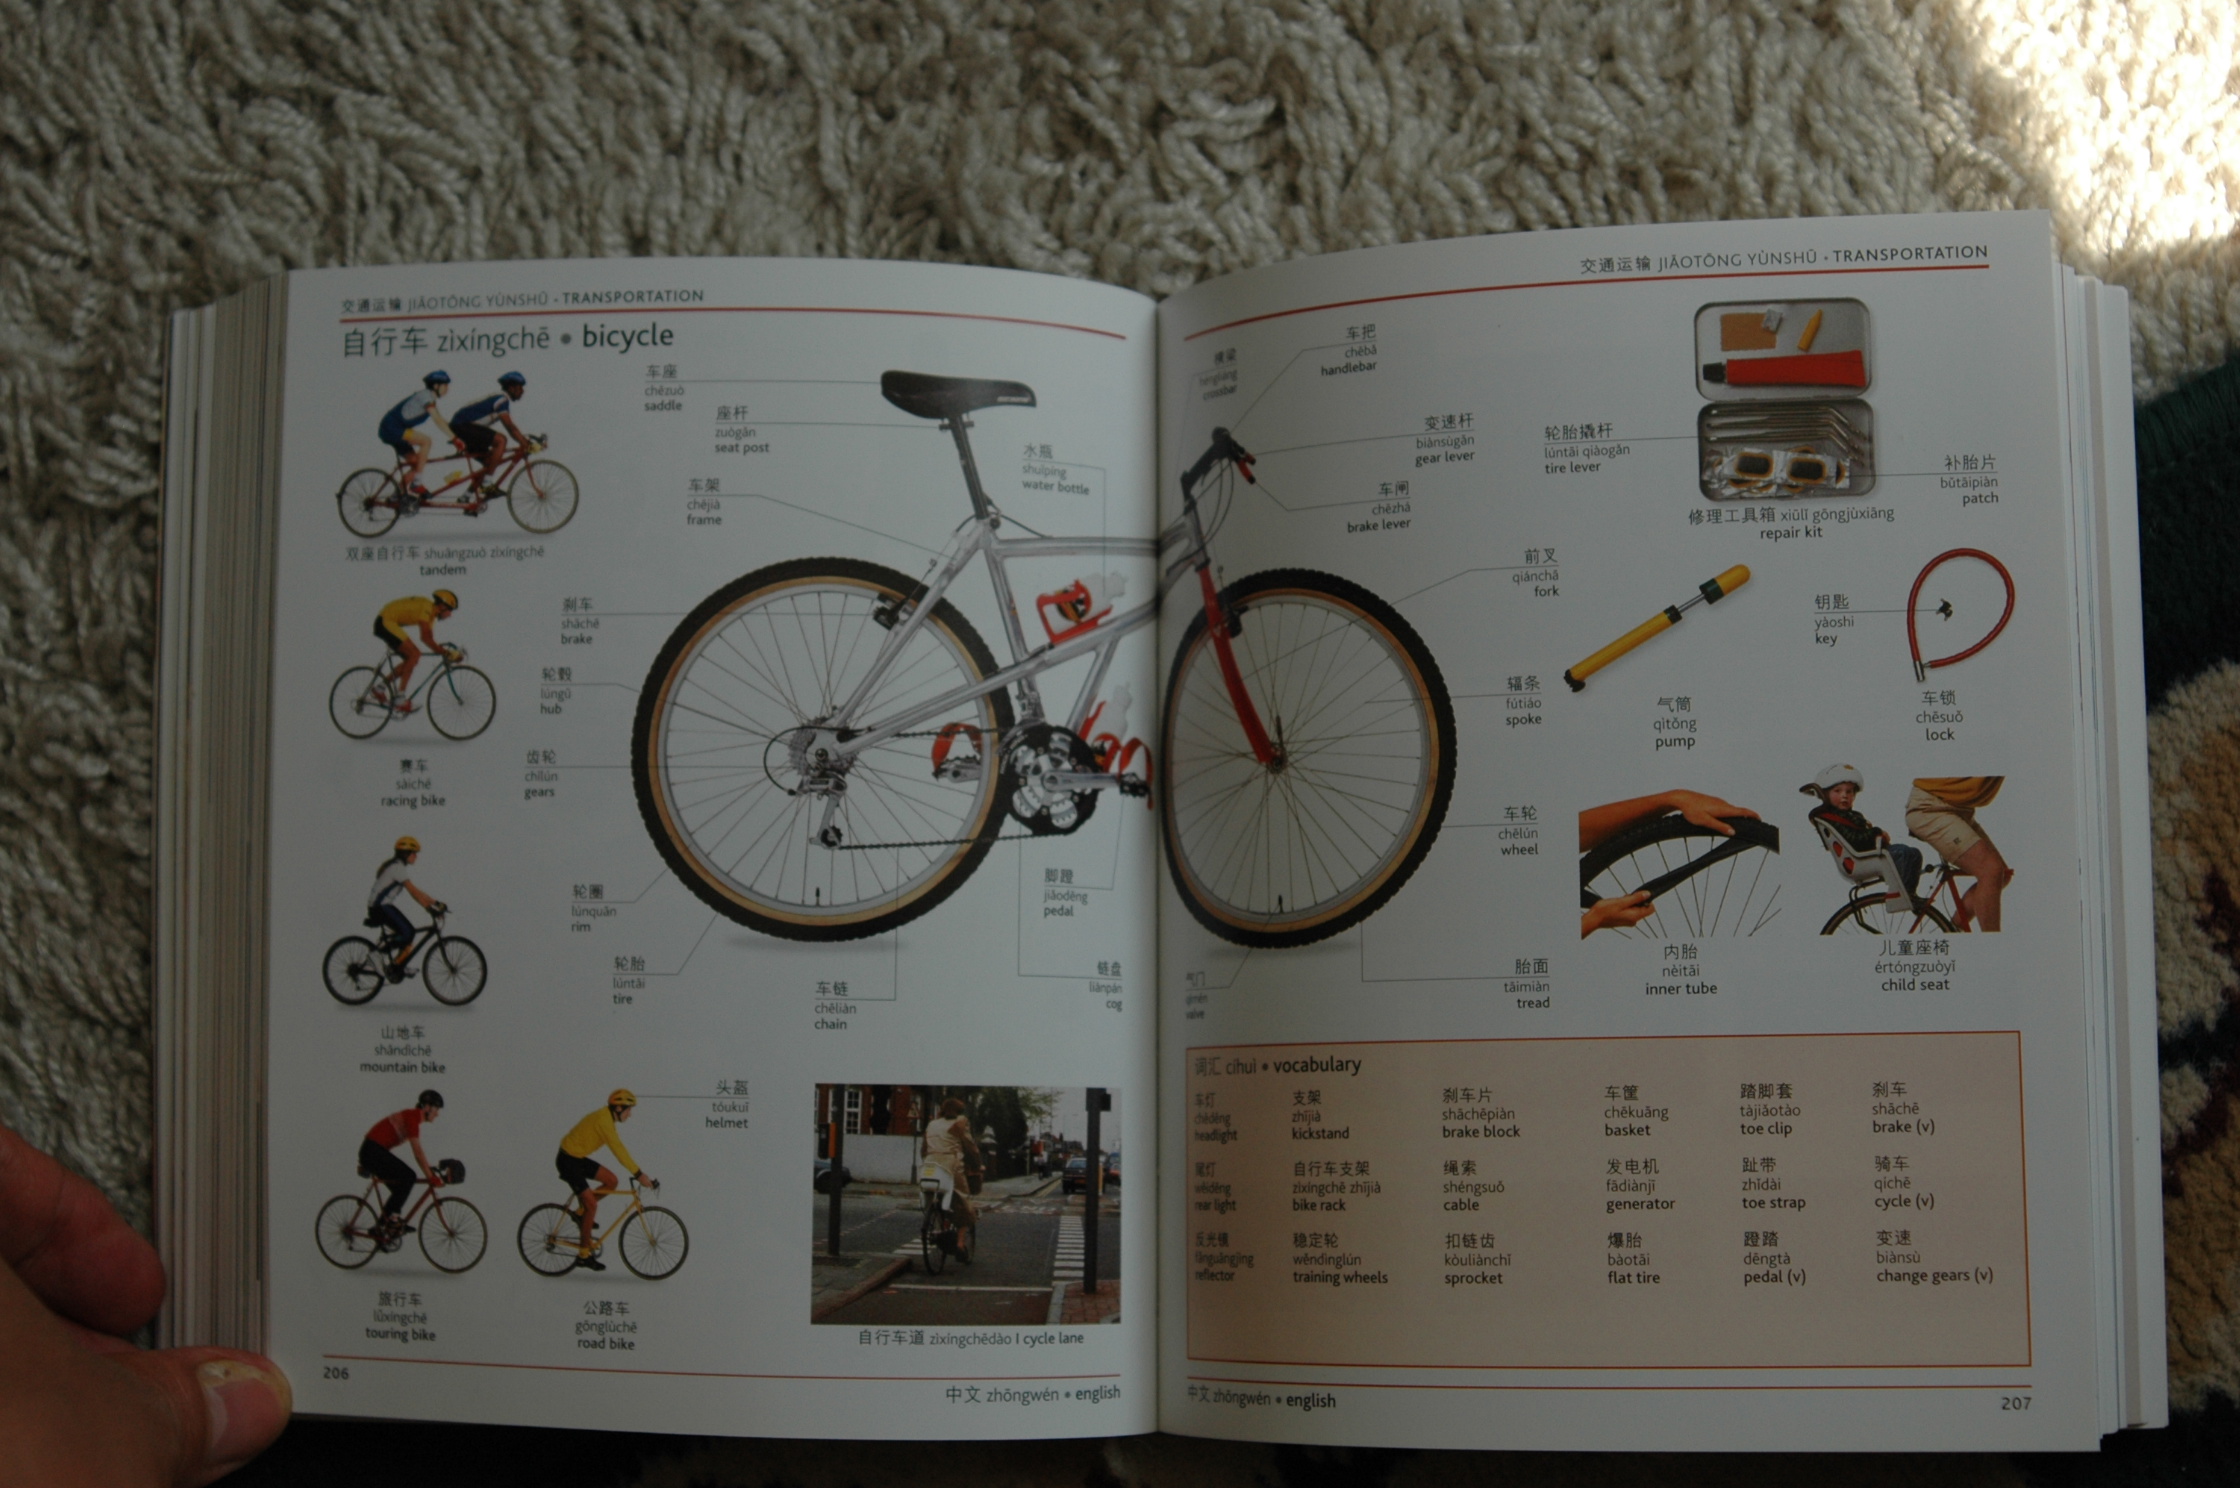 交通运输 JIĀOTŌNG YÙNSHŪ • TRANSPORTATION
自行车 zìxíngchē • bicycle
双座自行车 shuāngzuò zìxíngchē
tandem
赛车
sàichē
racing bike
山地车
shāndìchē
mountain bike
旅行车
lǚxíngchē
touring bike
公路车
gōnglùchē
road bike
头盔
tóukuī
helmet
车座
chēzuò
saddle
座杆
zuògān
seat post
车架
chējià
frame
水瓶
shuǐpíng
water bottle
刹车
shāchē
brake
轮毂
lúngǔ
hub
齿轮
chǐlún
gears
轮圈
lúnquān
rim
轮胎
lúntāi
tire
车链
chēliàn
chain
脚蹬
jiǎodēng
pedal
链盘
liànpán
cog
自行车道 zìxíngchēdào I cycle lane
206
中文 zhōngwén • english
交通运输 JIĀOTŌNG YÙNSHŪ • TRANSPORTATION
横梁
crossbar
车把
chēbǎ
handlebar
变速杆
biànsùgǎn
gear lever
车闸
chēzhá
brake lever
前叉
qiánchā
fork
辐条
fútiáo
spoke
车轮
chēlún
wheel
胎面
tāimiàn
tread
气门
qìmén
valve
轮胎撬杆
lúntāi qiàogǎn
tire lever
补胎片
bǔtāipiàn
patch
修理工具箱 xiūlǐ gōngjùxiāng
repair kit
钥匙
yàoshi
key
车锁
chēsuǒ
lock
气筒
qìtǒng
pump
内胎
nèitāi
inner tube
儿童座椅
értóngzuòyǐ
child seat
词汇 cíhuì • vocabulary
车灯
chēdēng
headlight
尾灯
wěidēng
rear light
反光镜
fǎnguāngjìng
reflector
支架
zhījià
kickstand
自行车支架
zìxíngchē zhījià
bike rack
稳定轮
wěndìnglún
training wheels
刹车片
shāchēpiàn
brake block
绳索
shéngsuǒ
cable
扣链齿
kòuliànchǐ
sprocket
车筐
chēkuāng
basket
发电机
fādiànjī
generator
爆胎
bàotāi
flat tire
踏脚套
tàjiǎotào
toe clip
趾带
zhǐdài
toe strap
蹬踏
dēngtà
pedal (v)
刹车
shāchē
brake (v)
骑车
qíchē
cycle (v)
变速
biànsù
change gears (v)
中文 zhōngwén • english
207